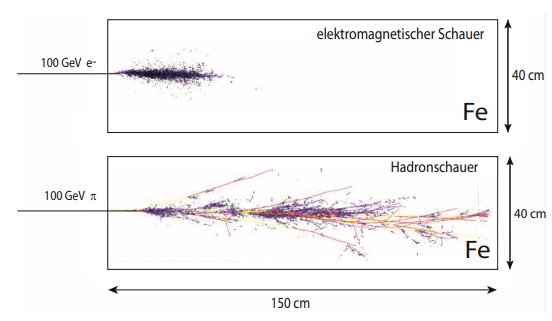 elektromagnetischer Schauer
100 GeV e-
40 cm
Fe
Hadronschauer
100 GeV π
40 cm
Fe
150 cm